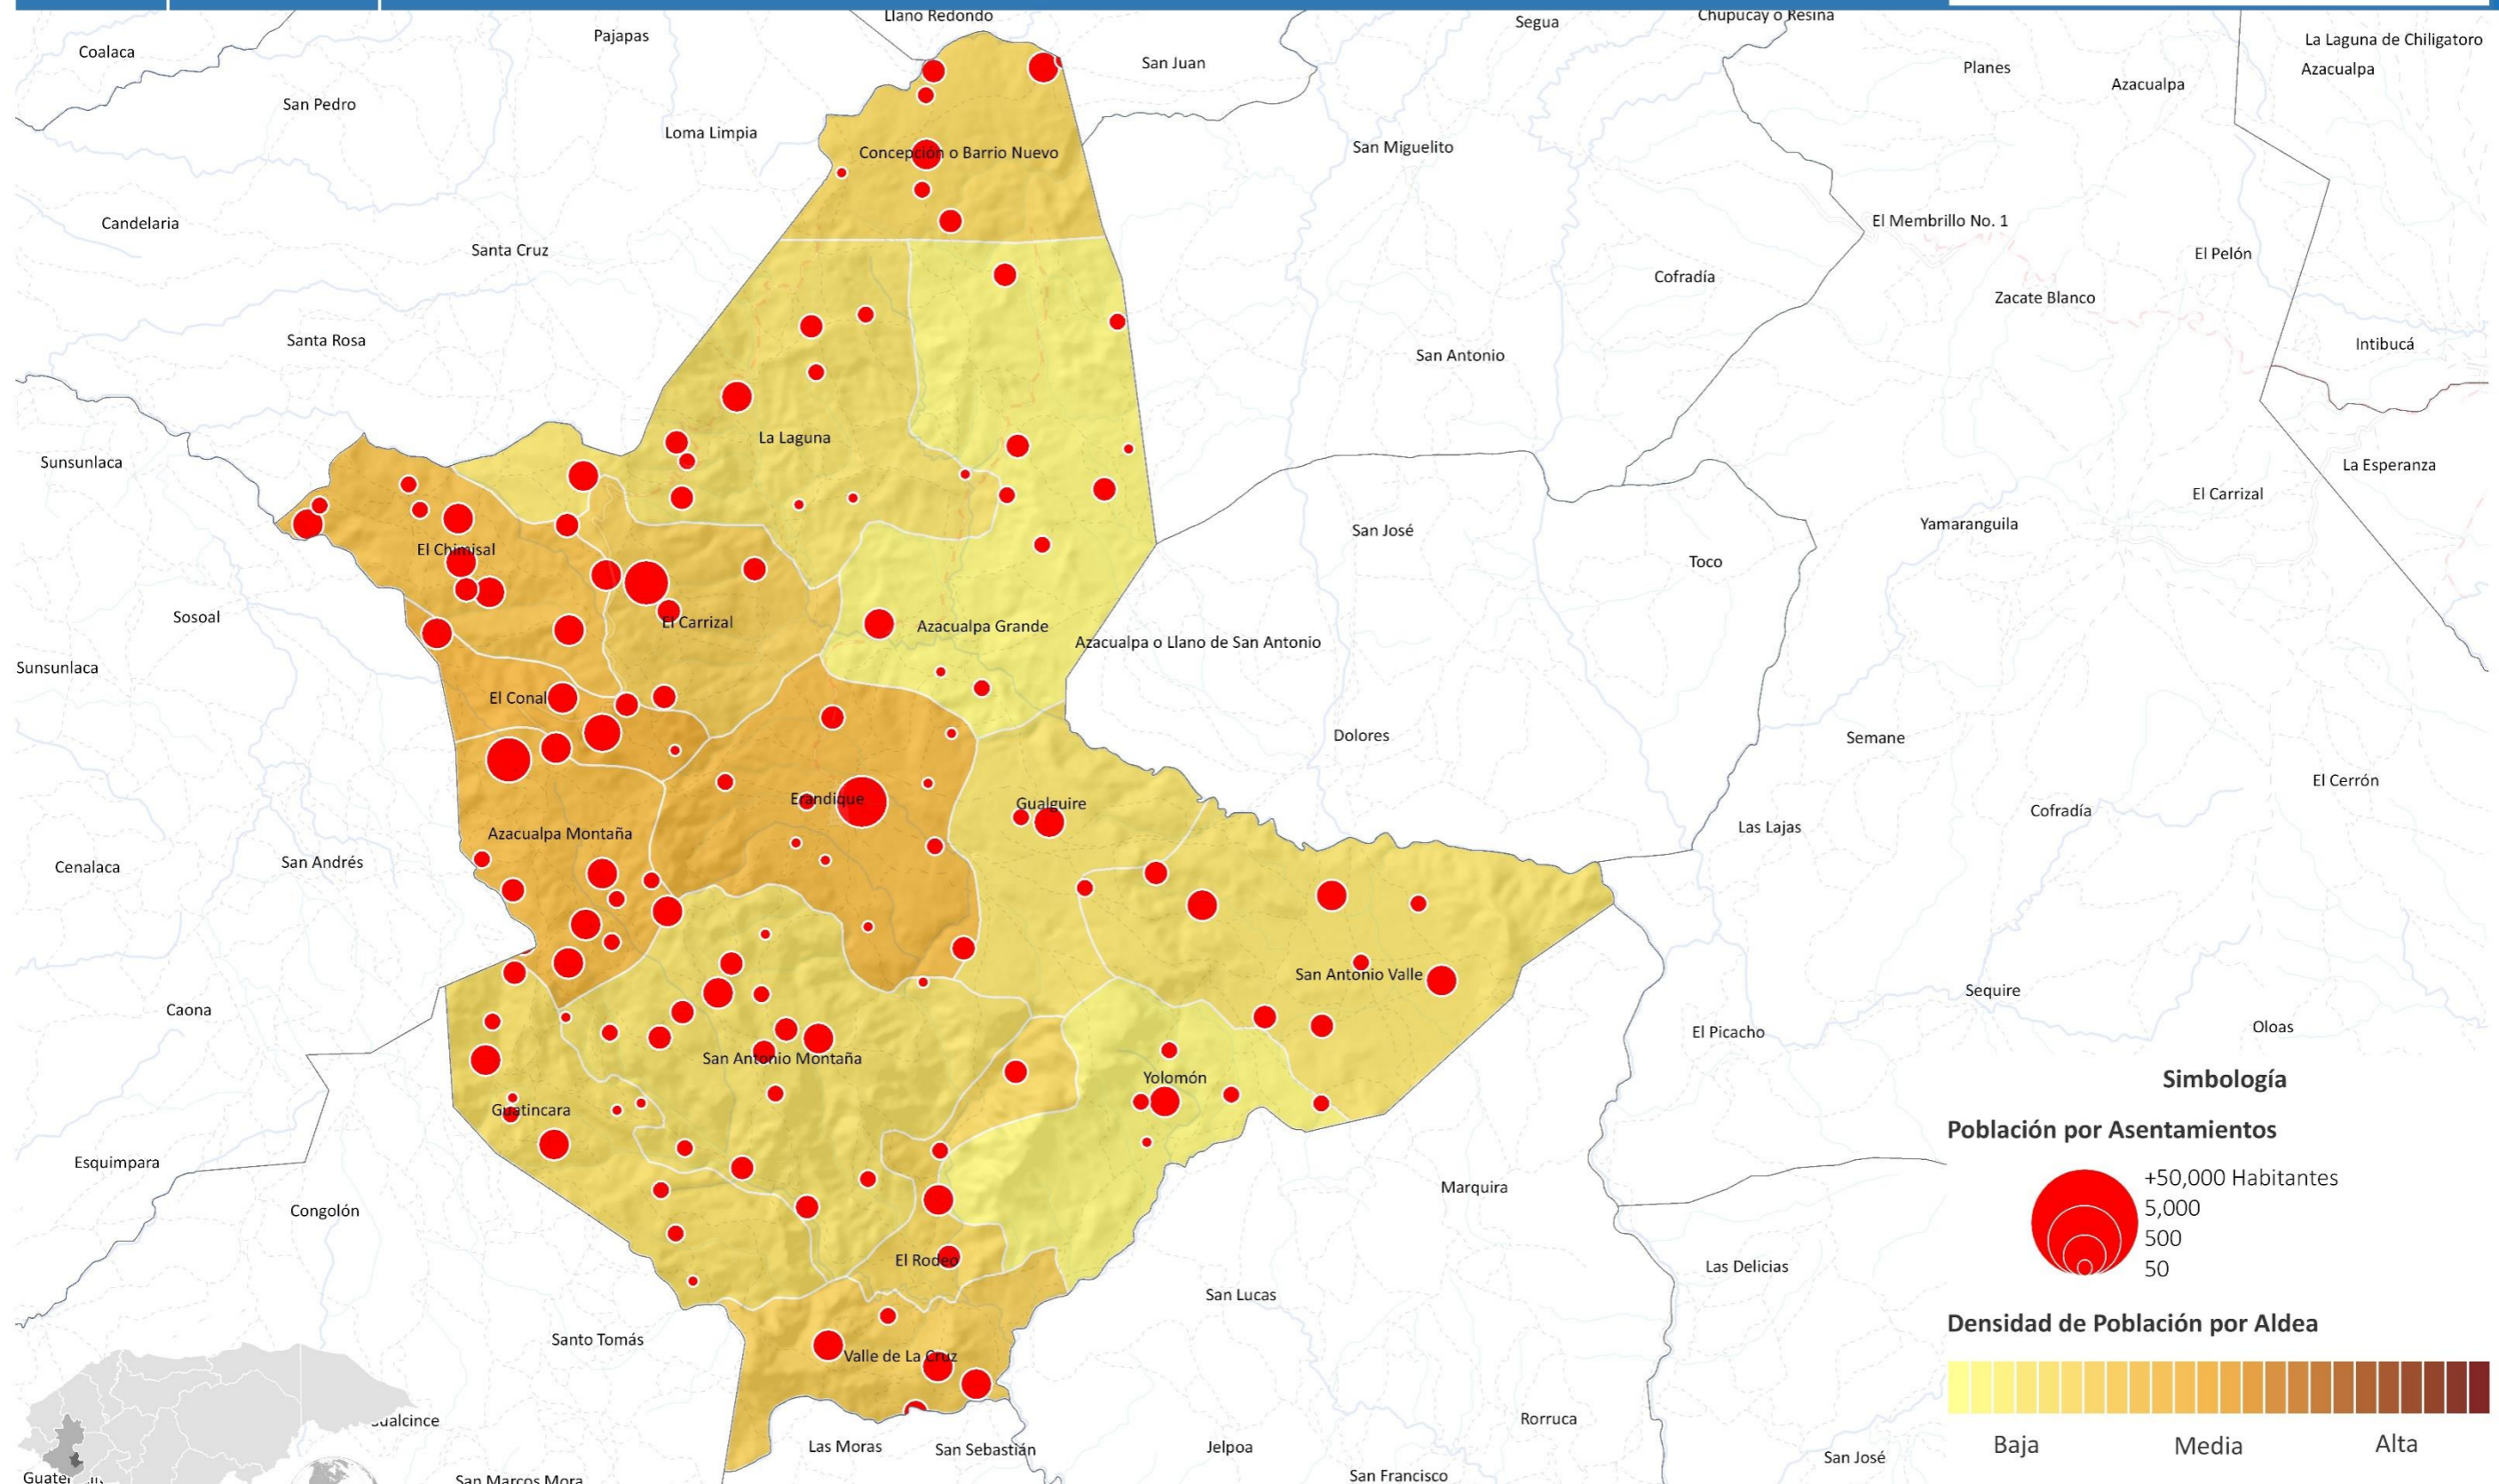 Llano Redondo
Chupucay o Resina
Segua
Pajapas
La Laguna de Chiligatoro
Coalaca
San Juan
Planes
Azacualpa
Azacualpa
San Pedro
Loma Limpia
San Miguelito
Concepción o Barrio Nuevo
Candelaria
El Membrillo No. 1
Santa Cruz
El Pelón
Cofradía
Zacate Blanco
Santa Rosa
Intibucá
San Antonio
La Laguna
Sunsunlaca
La Esperanza
El Carrizal
Yamaranguila
San José
El Chimisal
Toco
Sosoal
El Carrizal
Azacualpa Grande
Azacualpa o Llano de San Antonio
Sunsunlaca
El Conal
Dolores
Semane
El Cerrón
Erandique
Gualguire
Cofradía
Las Lajas
Azacualpa Montaña
San Andrés
Cenalaca
San Antonio Valle
Sequire
Caona
Oloas
El Picacho
San Antonio Montaña
Yolomón
Guatincara
Esquimpara
Marquira
Congolón
El Rodeo
Las Delicias
San Lucas
Santo Tomás
Valle de La Cruz
Rorruca
Las Moras
San Sebastián
Jelpoa
San José
San Francisco
San Marcos Mora
Simbología
Población por Asentamientos
+50,000 Habitantes
5,000
500
50
Densidad de Población por Aldea
Baja Media Alta